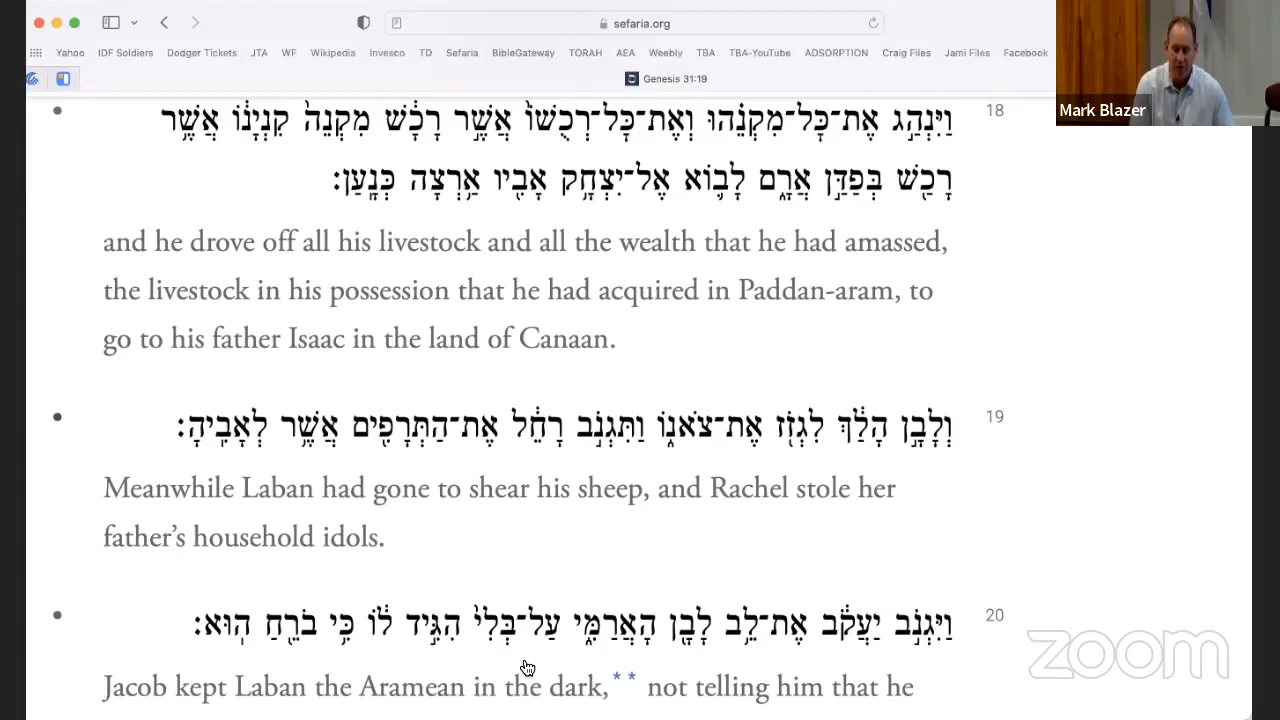 sefaria.org
Yahoo IDF Soldiers Dodger Tickets JTA WF Wikipedia Invesco TD Sefaria BibleGateway TORAH AEA Weebly TBA TBA-YouTube ADSORPTION Craig Files Jami Files Facebook
Genesis 31:19
Mark Blazer
18
וַיִּנְהַ֣ג אֶת־כׇּל־מִקְנֵ֗הוּ וְאֶת־כׇּל־רְכֻשׁוֹ֙ אֲשֶׁ֣ר רָכָ֔שׁ מִקְנֵה֙ קִנְיָנ֔וֹ אֲשֶׁ֥ר
רָכַ֖שׁ בְּפַדַּ֣ן אֲרָ֑ם לָב֛וֹא אֶל־יִצְחָ֥ק אָבִ֖יו אַ֥רְצָה כְּנָֽעַן׃
and he drove off all his livestock and all the wealth that he had amassed,
the livestock in his possession that he had acquired in Paddan-aram, to
go to his father Isaac in the land of Canaan.
19
וְלָבָ֣ן הָלַ֔ךְ לִגְזֹ֖ז אֶת־צֹאנ֑וֹ וַתִּגְנֹ֣ב רָחֵ֔ל אֶת־הַתְּרָפִ֖ים אֲשֶׁ֥ר לְאָבִֽיהָ׃
Meanwhile Laban had gone to shear his sheep, and Rachel stole her
father’s household idols.
20
וַיִּגְנֹ֣ב יַעֲקֹ֔ב אֶת־לֵ֥ב לָבָ֖ן הָאֲרַמִּ֑י עַל־בְּלִי֙ הִגִּ֣יד ל֔וֹ כִּ֥י בֹרֵ֖חַ הֽוּא׃
Jacob kept Laban the Aramean in the dark,** not telling him that he
zoom